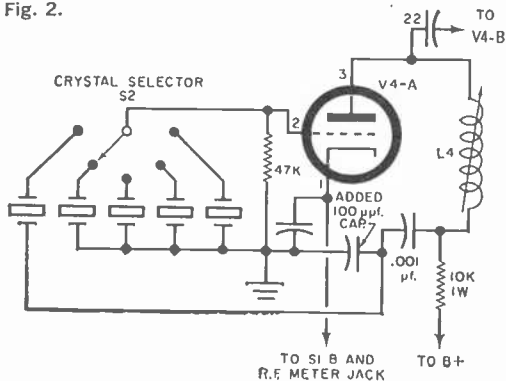 Fig. 2.
22
TO
V4-B
CRYSTAL SELECTOR
S2
3
V4-A
2
L4
47K
1
ADDED
100 µµf.
CAP.
.001
µf.
10K
1W
TO S1 B AND
R.F. METER JACK
TO B+